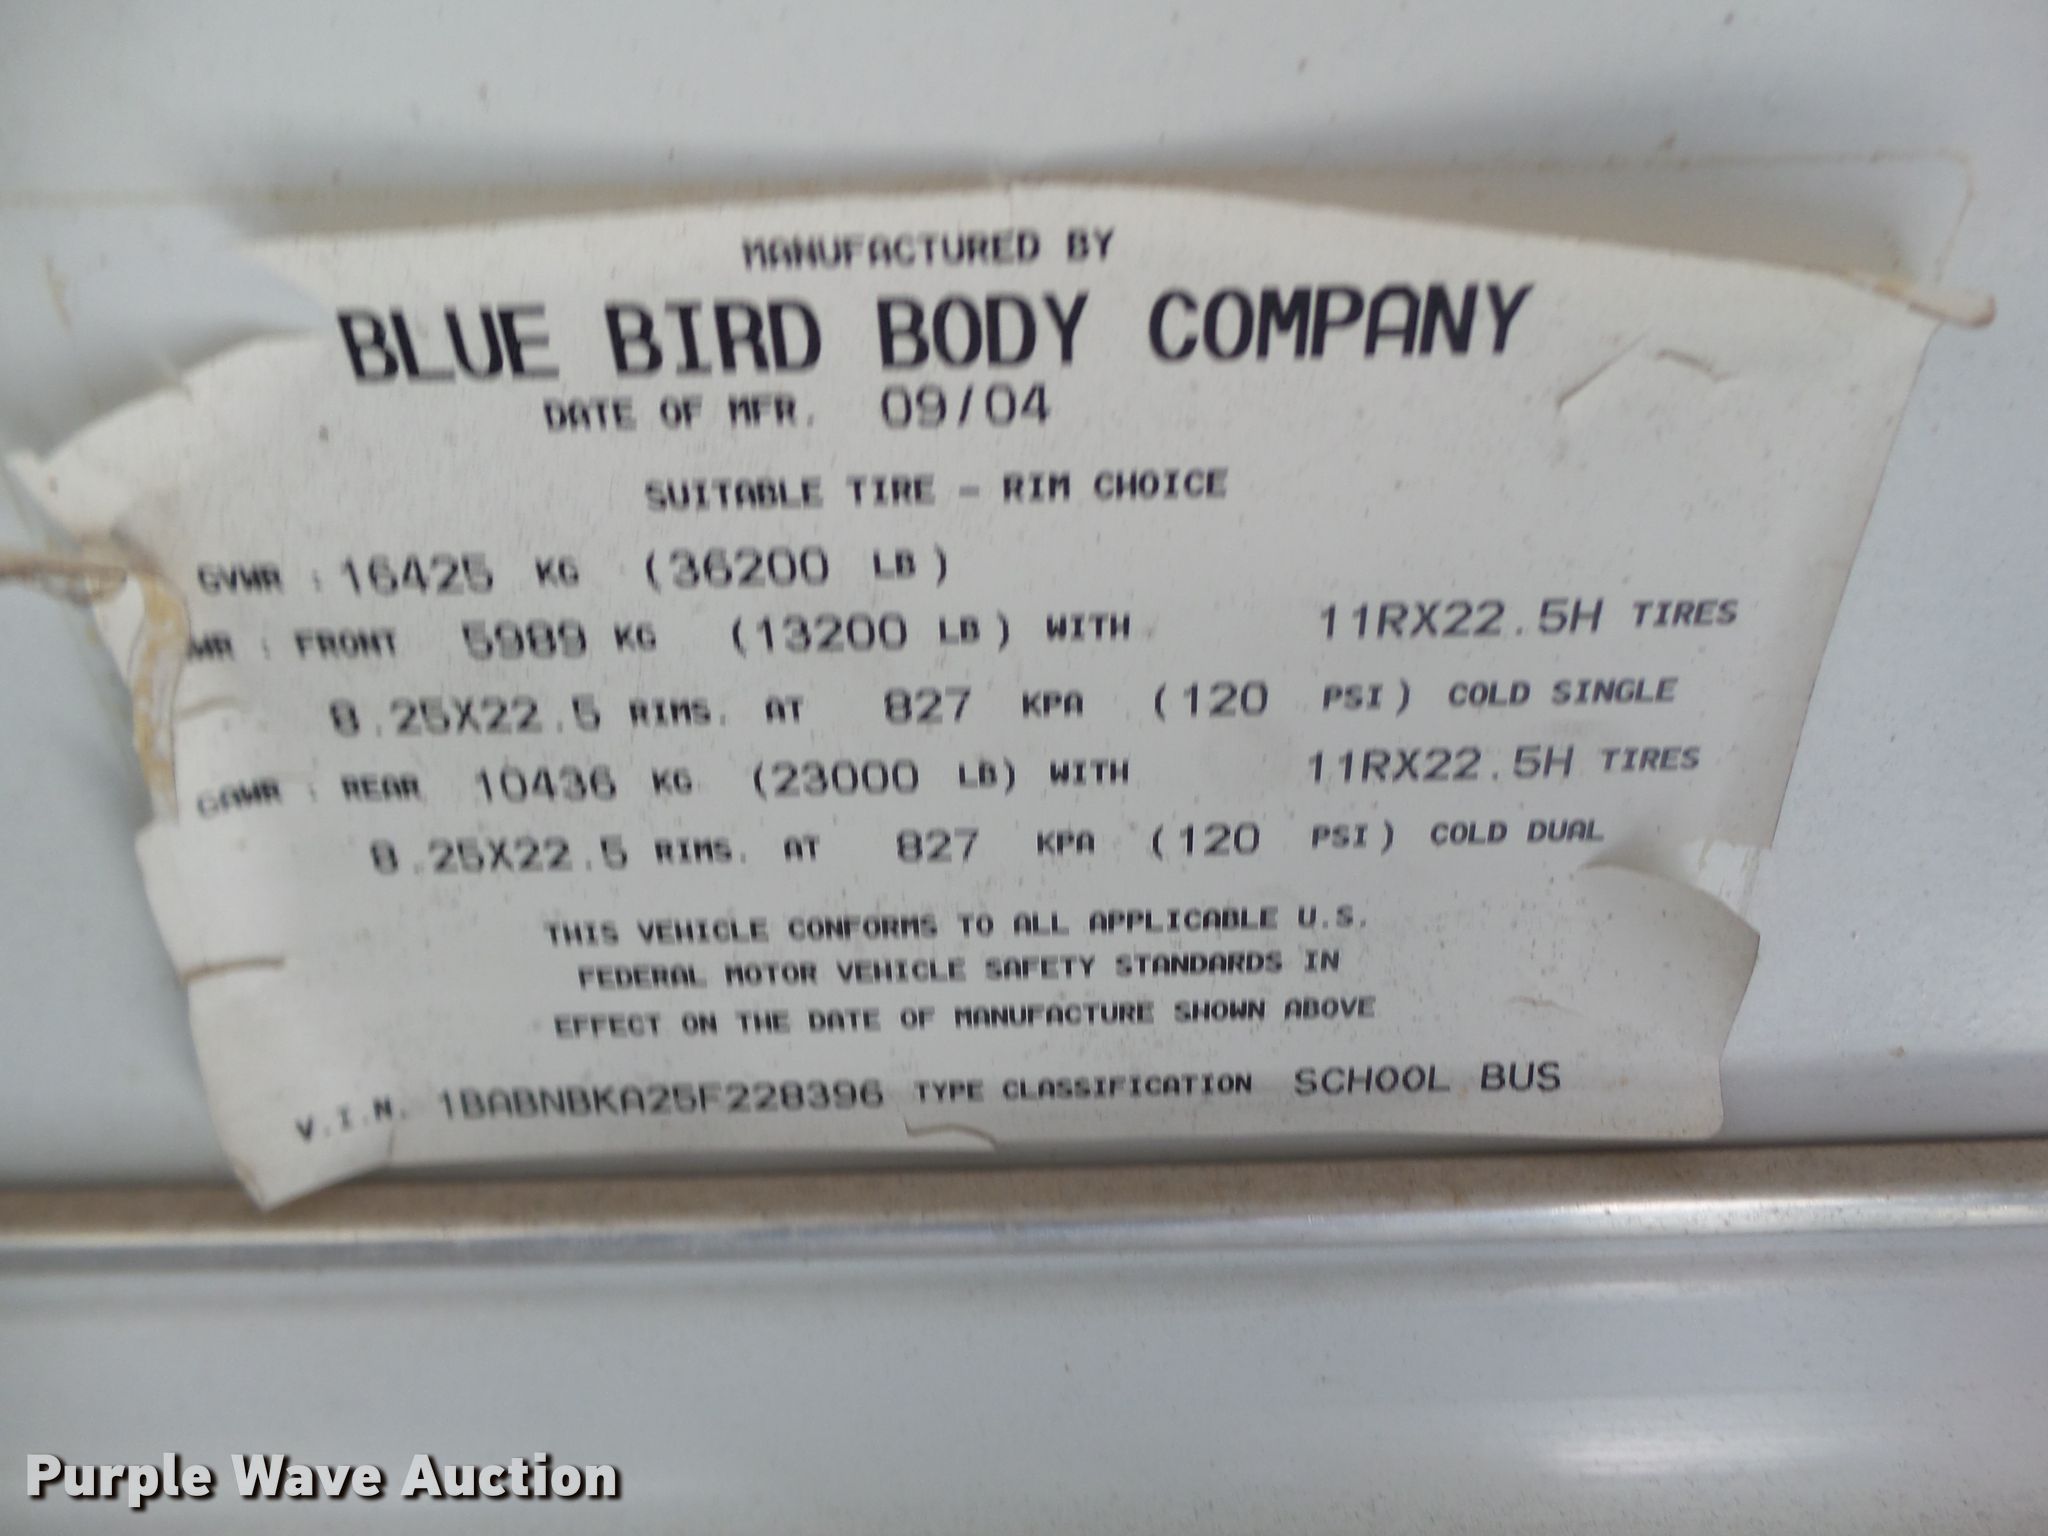 MANUFACTURED BY
BLUE BIRD BODY COMPANY
DATE OF MFR. 09/04
SUITABLE TIRE - RIM CHOICE
GVWR : 16425 KG (36200 LB)
WR : FRONT 5989 KG (13200 LB) WITH 11RX22.5H TIRES
8.25X22.5 RIMS. AT 827 KPA (120 PSI) COLD SINGLE
GAWR : REAR 10436 KG (23000 LB) WITH 11RX22.5H TIRES
8.25X22.5 RIMS. AT 827 KPA (120 PSI) COLD DUAL
THIS VEHICLE CONFORMS TO ALL APPLICABLE U.S.
FEDERAL MOTOR VEHICLE SAFETY STANDARDS IN
EFFECT ON THE DATE OF MANUFACTURE SHOWN ABOVE
V.I.N. 1BABNBKA25F228396 TYPE CLASSIFICATION SCHOOL BUS
Purple Wave Auction